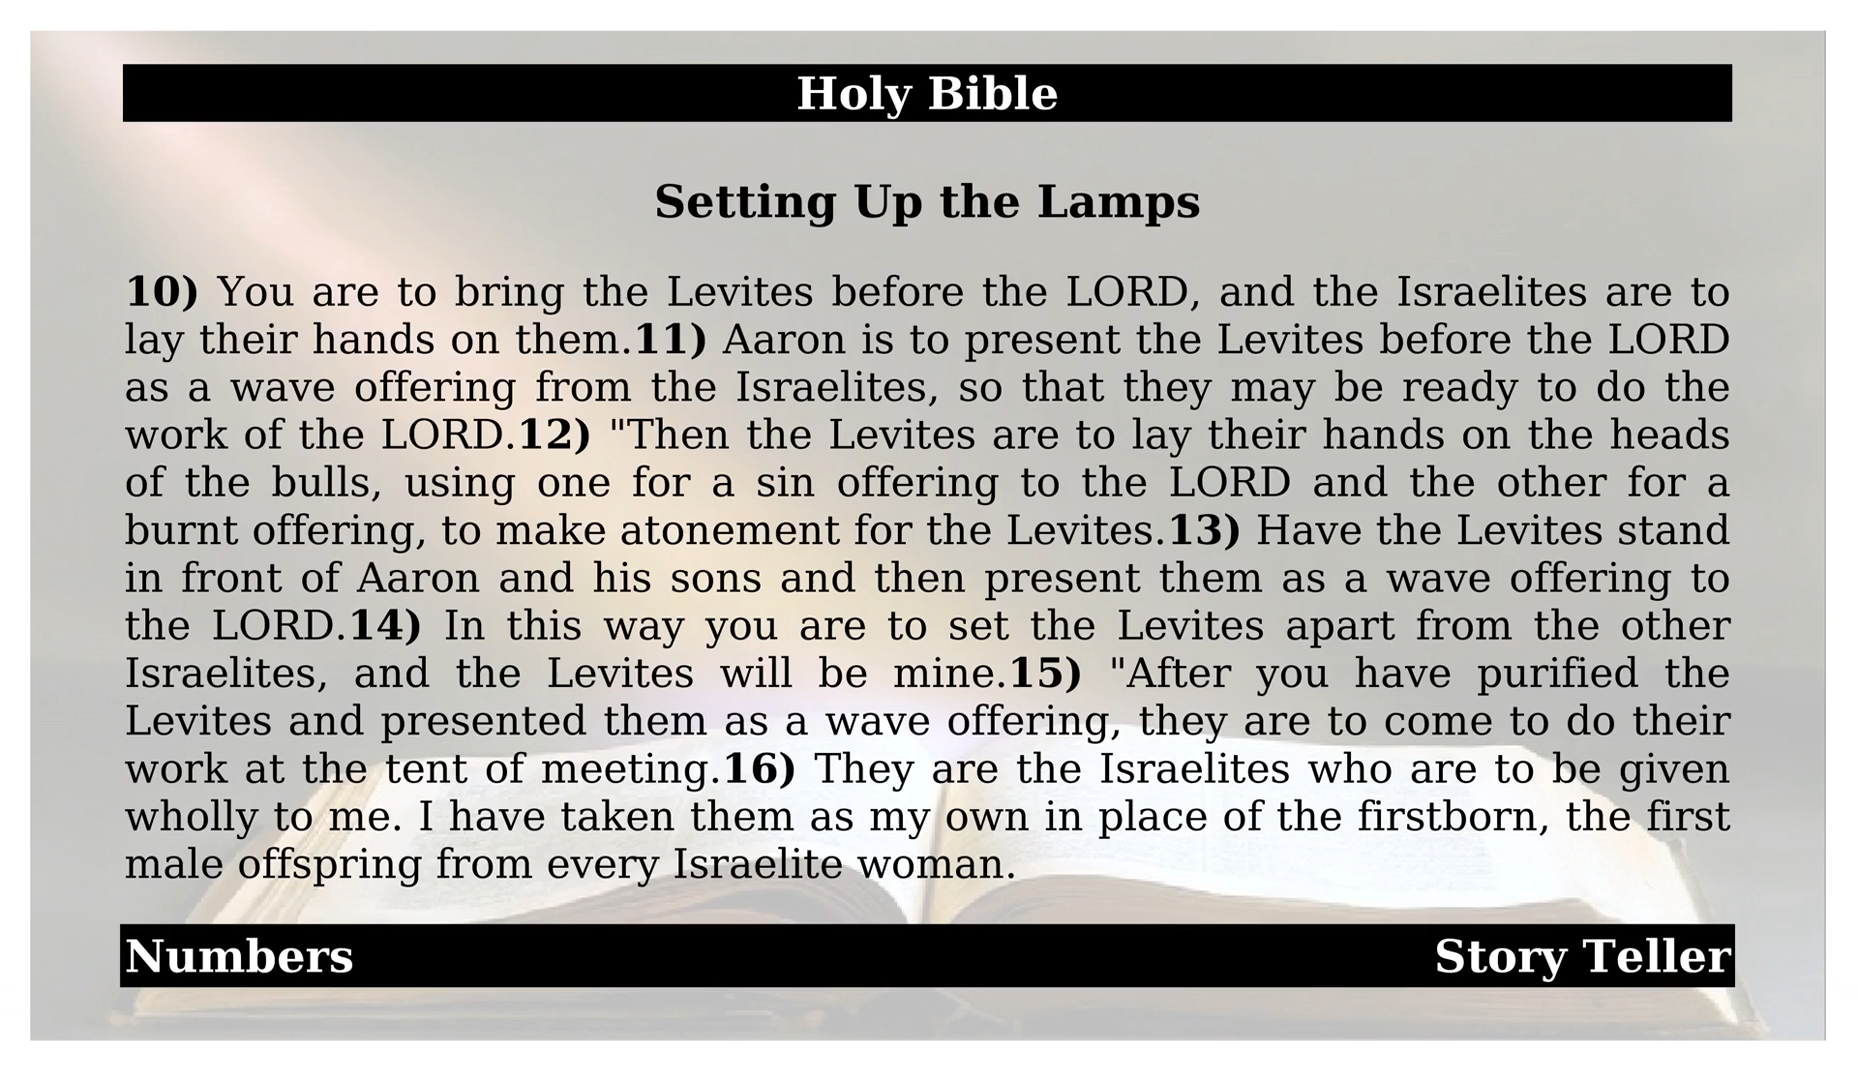 Holy Bible
Setting Up the Lamps
10) You are to bring the Levites before the LORD, and the Israelites are to
lay their hands on them.11) Aaron is to present the Levites before the LORD
as a wave offering from the Israelites, so that they may be ready to do the
work of the LORD.12) "Then the Levites are to lay their hands on the heads
of the bulls, using one for a sin offering to the LORD and the other for a
burnt offering, to make atonement for the Levites.13) Have the Levites stand
in front of Aaron and his sons and then present them as a wave offering to
the LORD.14) In this way you are to set the Levites apart from the other
Israelites, and the Levites will be mine.15) "After you have purified the
Levites and presented them as a wave offering, they are to come to do their
work at the tent of meeting.16) They are the Israelites who are to be given
wholly to me. I have taken them as my own in place of the firstborn, the first
male offspring from every Israelite woman.
Numbers
Story Teller